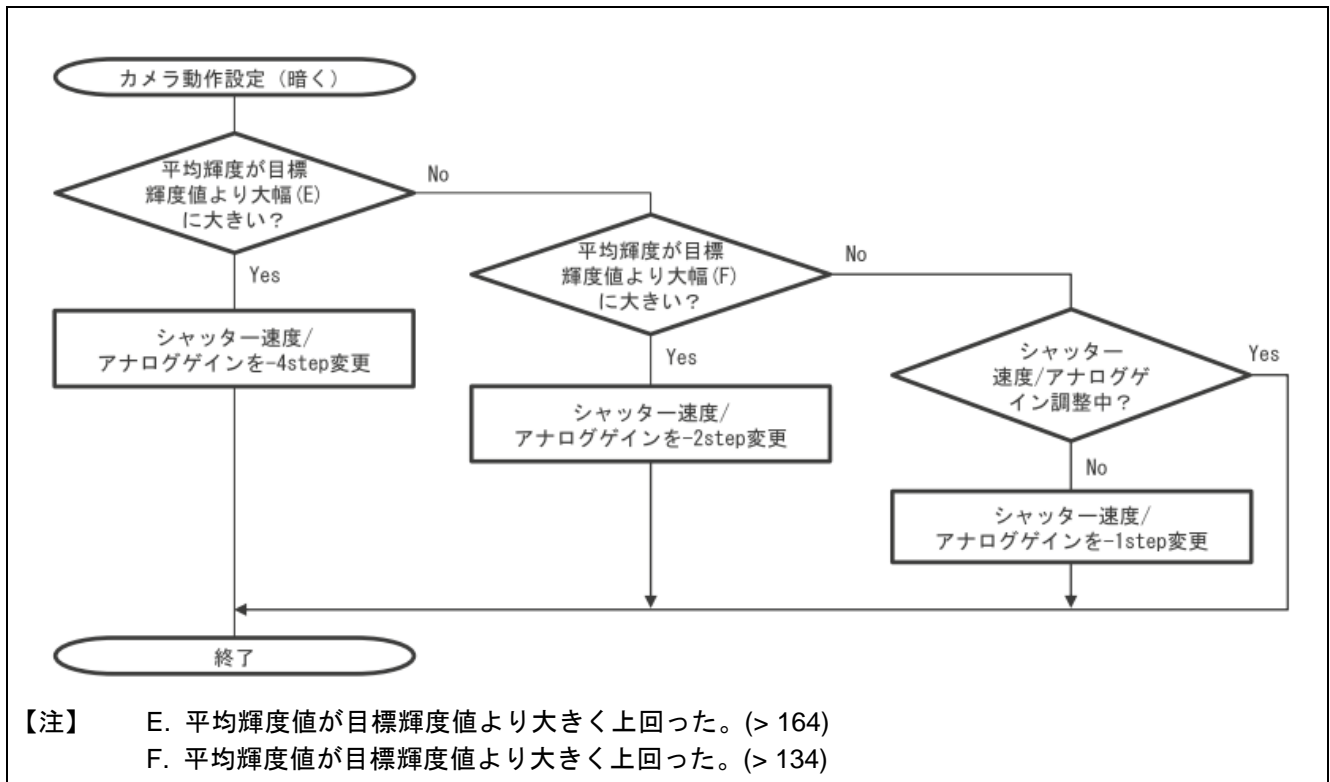 カメラ動作設定（暗く）
平均輝度が目標
輝度値より大幅(E)
に大きい？
No
Yes
シャッター速度/
アナログゲインを-4step変更
平均輝度が目標
輝度値より大幅(F)
に大きい？
No
Yes
シャッター速度/
アナログゲインを-2step変更
シャッター
速度/アナログゲ
イン調整中？
Yes
No
シャッター速度/
アナログゲインを-1step変更
終了
【注】 E. 平均輝度値が目標輝度値より大きく上回った。(> 164)
F. 平均輝度値が目標輝度値より大きく上回った。(> 134)